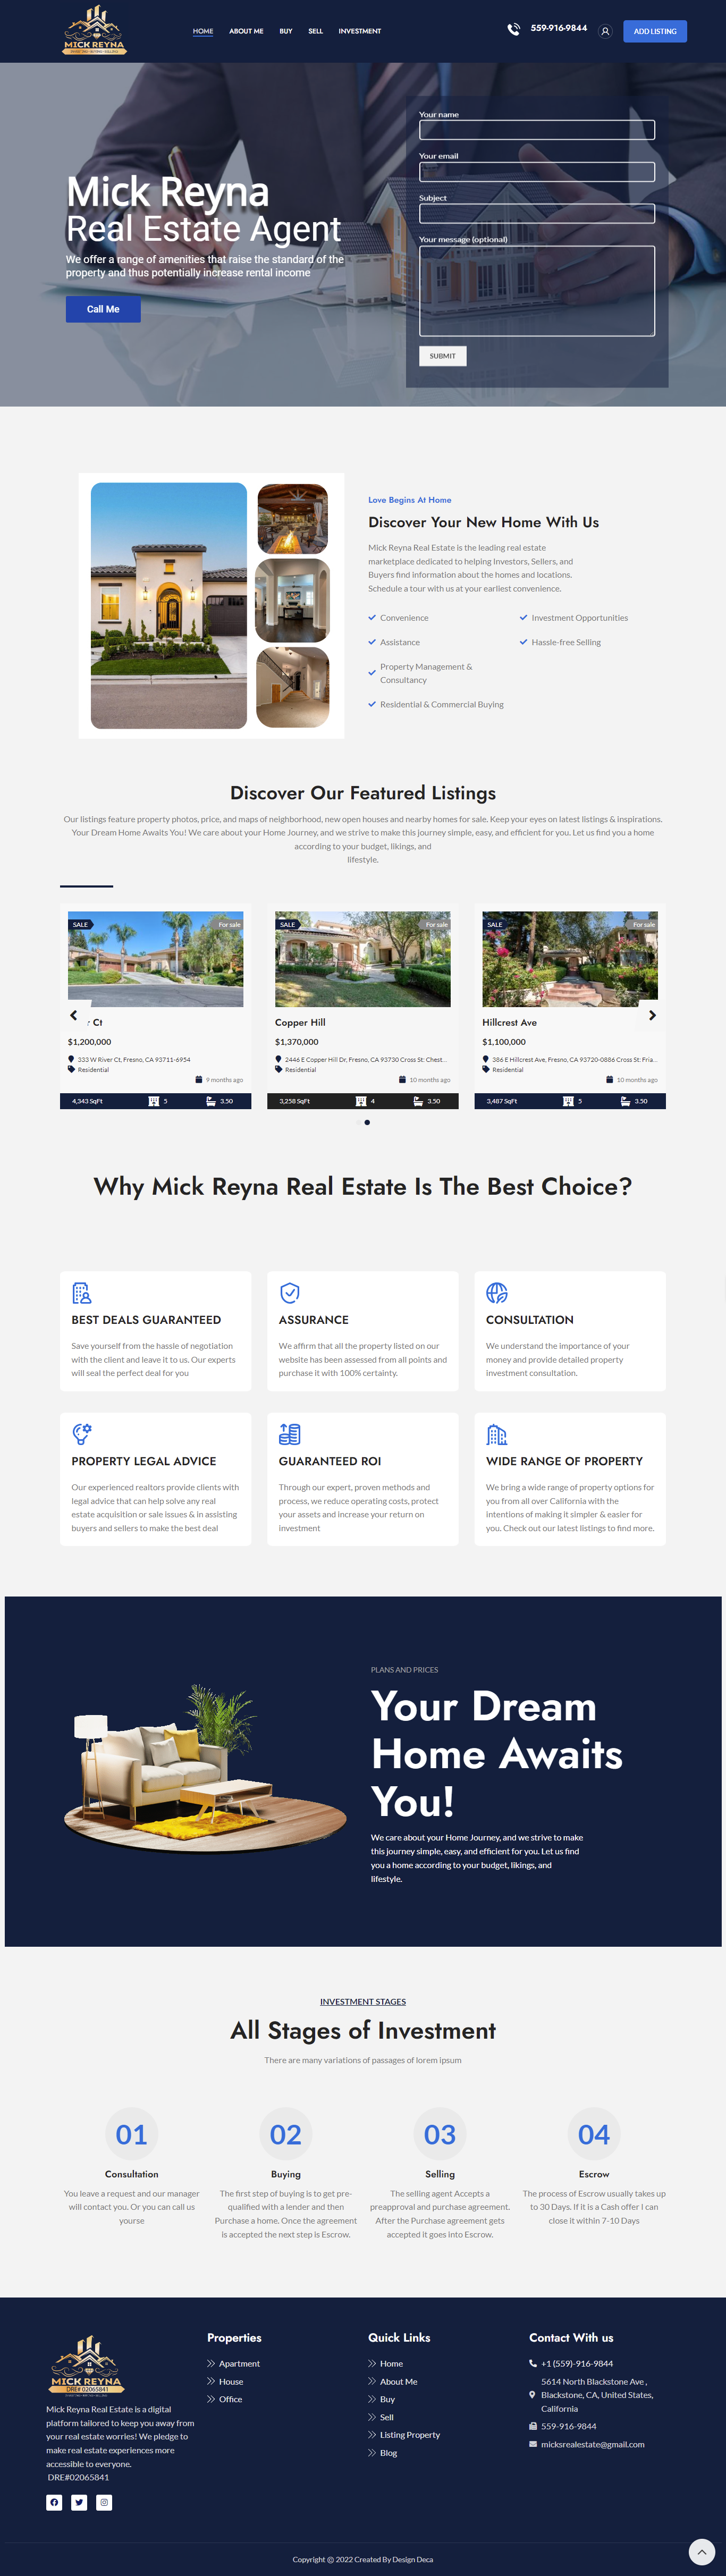 MICK REYNA
HOME
ABOUT ME
BUY
SELL
INVESTMENT
559-916-9844
ADD LISTING
Mick Reyna
Real Estate Agent
We offer a range of amenities that raise the standard of the
property and thus potentially increase rental income
Call Me
Your name
Your email
Subject
Your message (optional)
SUBMIT
Love Begins At Home
Discover Your New Home With Us
Mick Reyna Real Estate is the leading real estate
marketplace dedicated to helping Investors, Sellers, and
Buyers find information about the homes and locations.
Schedule a tour with us at your earliest convenience.
Convenience
Investment Opportunities
Assistance
Hassle-free Selling
Property Management &
Consultancy
Residential & Commercial Buying
Discover Our Featured Listings
Our listings feature property photos, price, and maps of neighborhood, new open houses and nearby homes for sale. Keep your eyes on latest listings & inspirations.
Your Dream Home Awaits You! We care about your Home Journey, and we strive to make this journey simple, easy, and efficient for you. Let us find you a home
according to your budget, likings, and
lifestyle.
SALE
For sale
Ct
$1,200,000
333 W River Ct, Fresno, CA 93711-6954
Residential
9 months ago
4,343 SqFt
5
3.50
SALE
For sale
Copper Hill
$1,370,000
2446 E Copper Hill Dr, Fresno, CA 93730 Cross St: Chest...
Residential
10 months ago
3,258 SqFt
4
3.50
SALE
For sale
Hillcrest Ave
$1,100,000
386 E Hillcrest Ave, Fresno, CA 93720-0886 Cross St: Fria...
Residential
10 months ago
3,487 SqFt
5
3.50
Why Mick Reyna Real Estate Is The Best Choice?
BEST DEALS GUARANTEED
Save yourself from the hassle of negotiation
with the client and leave it to us. Our experts
will seal the perfect deal for you
ASSURANCE
We affirm that all the property listed on our
website has been assessed from all points and
purchase it with 100% certainty.
CONSULTATION
We understand the importance of your
money and provide detailed property
investment consultation.
PROPERTY LEGAL ADVICE
Our experienced realtors provide clients with
legal advice that can help solve any real
estate acquisition or sale issues & in assisting
buyers and sellers to make the best deal
GUARANTEED ROI
Through our expert, proven methods and
process, we reduce operating costs, protect
your assets and increase your return on
investment
WIDE RANGE OF PROPERTY
We bring a wide range of property options for
you from all over California with the
intentions of making it simpler & easier for
you. Check out our latest listings to find more.
PLANS AND PRICES
Your Dream
Home Awaits
You!
We care about your Home Journey, and we strive to make
this journey simple, easy, and efficient for you. Let us find
you a home according to your budget, likings, and
lifestyle.
INVESTMENT STAGES
All Stages of Investment
There are many variations of passages of lorem ipsum
01
Consultation
You leave a request and our manager
will contact you. Or you can call us
yourse
02
Buying
The first step of buying is to get pre-
qualified with a lender and then
Purchase a home. Once the agreement
is accepted the next step is Escrow.
03
Selling
The selling agent Accepts a
preapproval and purchase agreement.
After the Purchase agreement gets
accepted it goes into Escrow.
04
Escrow
The process of Escrow usually takes up
to 30 Days. If it is a Cash offer I can
close it within 7-10 Days
MICK REYNA
DRE# 02065841
Mick Reyna Real Estate is a digital
platform tailored to keep you away from
your real estate worries! We pledge to
make real estate experiences more
accessible to everyone.
DRE#02065841
Properties
Apartment
House
Office
Quick Links
Home
About Me
Buy
Sell
Listing Property
Blog
Contact With us
+1 (559)-916-9844
5614 North Blackstone Ave ,
Blackstone, CA, United States,
California
559-916-9844
micksrealestate@gmail.com
Copyright © 2022 Created By Design Deca